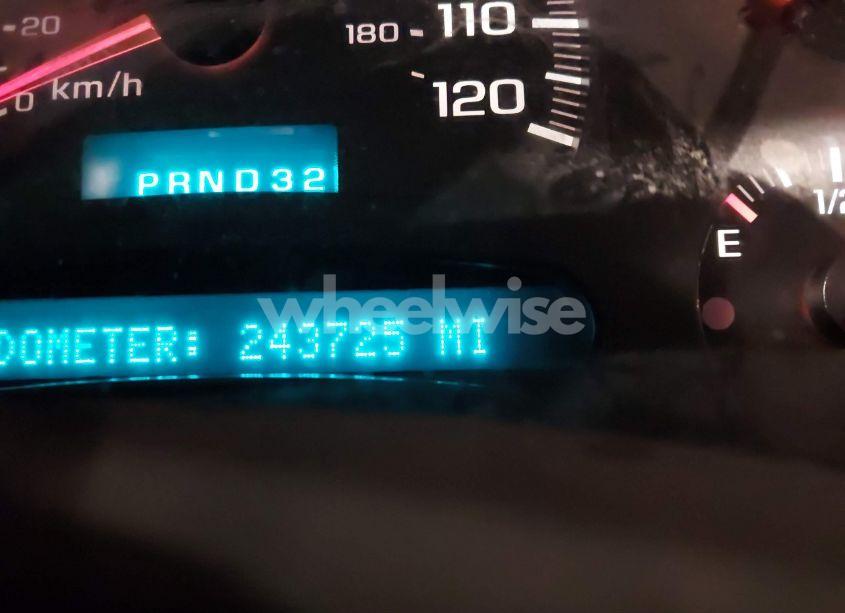 20
0 km/h
180 110
120
PRND32
1/2
E
wheelwise
ODOMETER: 243725 MI